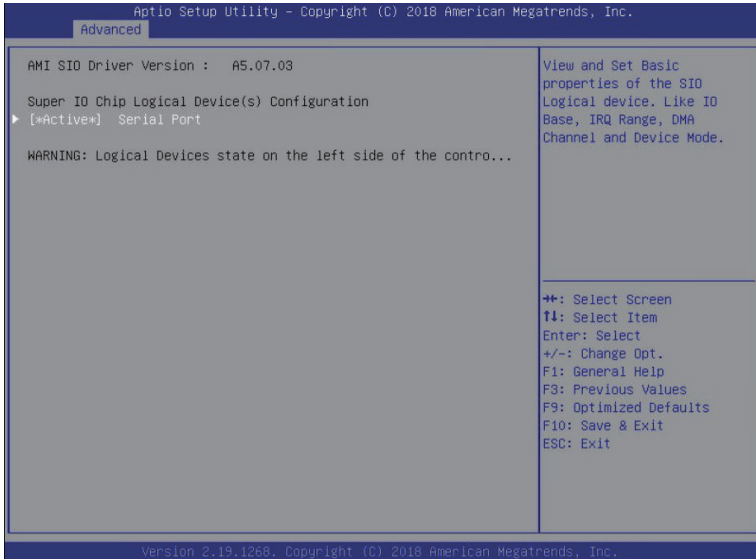 Aptio Setup Utility – Copyright (C) 2018 American Megatrends, Inc.
Advanced
AMI SIO Driver Version :   A5.07.03
Super IO Chip Logical Device(s) Configuration
▶ [*Active*]  Serial Port
WARNING: Logical Devices state on the left side of the contro...
View and Set Basic
properties of the SIO
Logical device. Like IO
Base, IRQ Range, DMA
Channel and Device Mode.
→←: Select Screen
↑↓: Select Item
Enter: Select
+/-: Change Opt.
F1: General Help
F3: Previous Values
F9: Optimized Defaults
F10: Save & Exit
ESC: Exit
Version 2.19.1268. Copyright (C) 2018 American Megatrends, Inc.